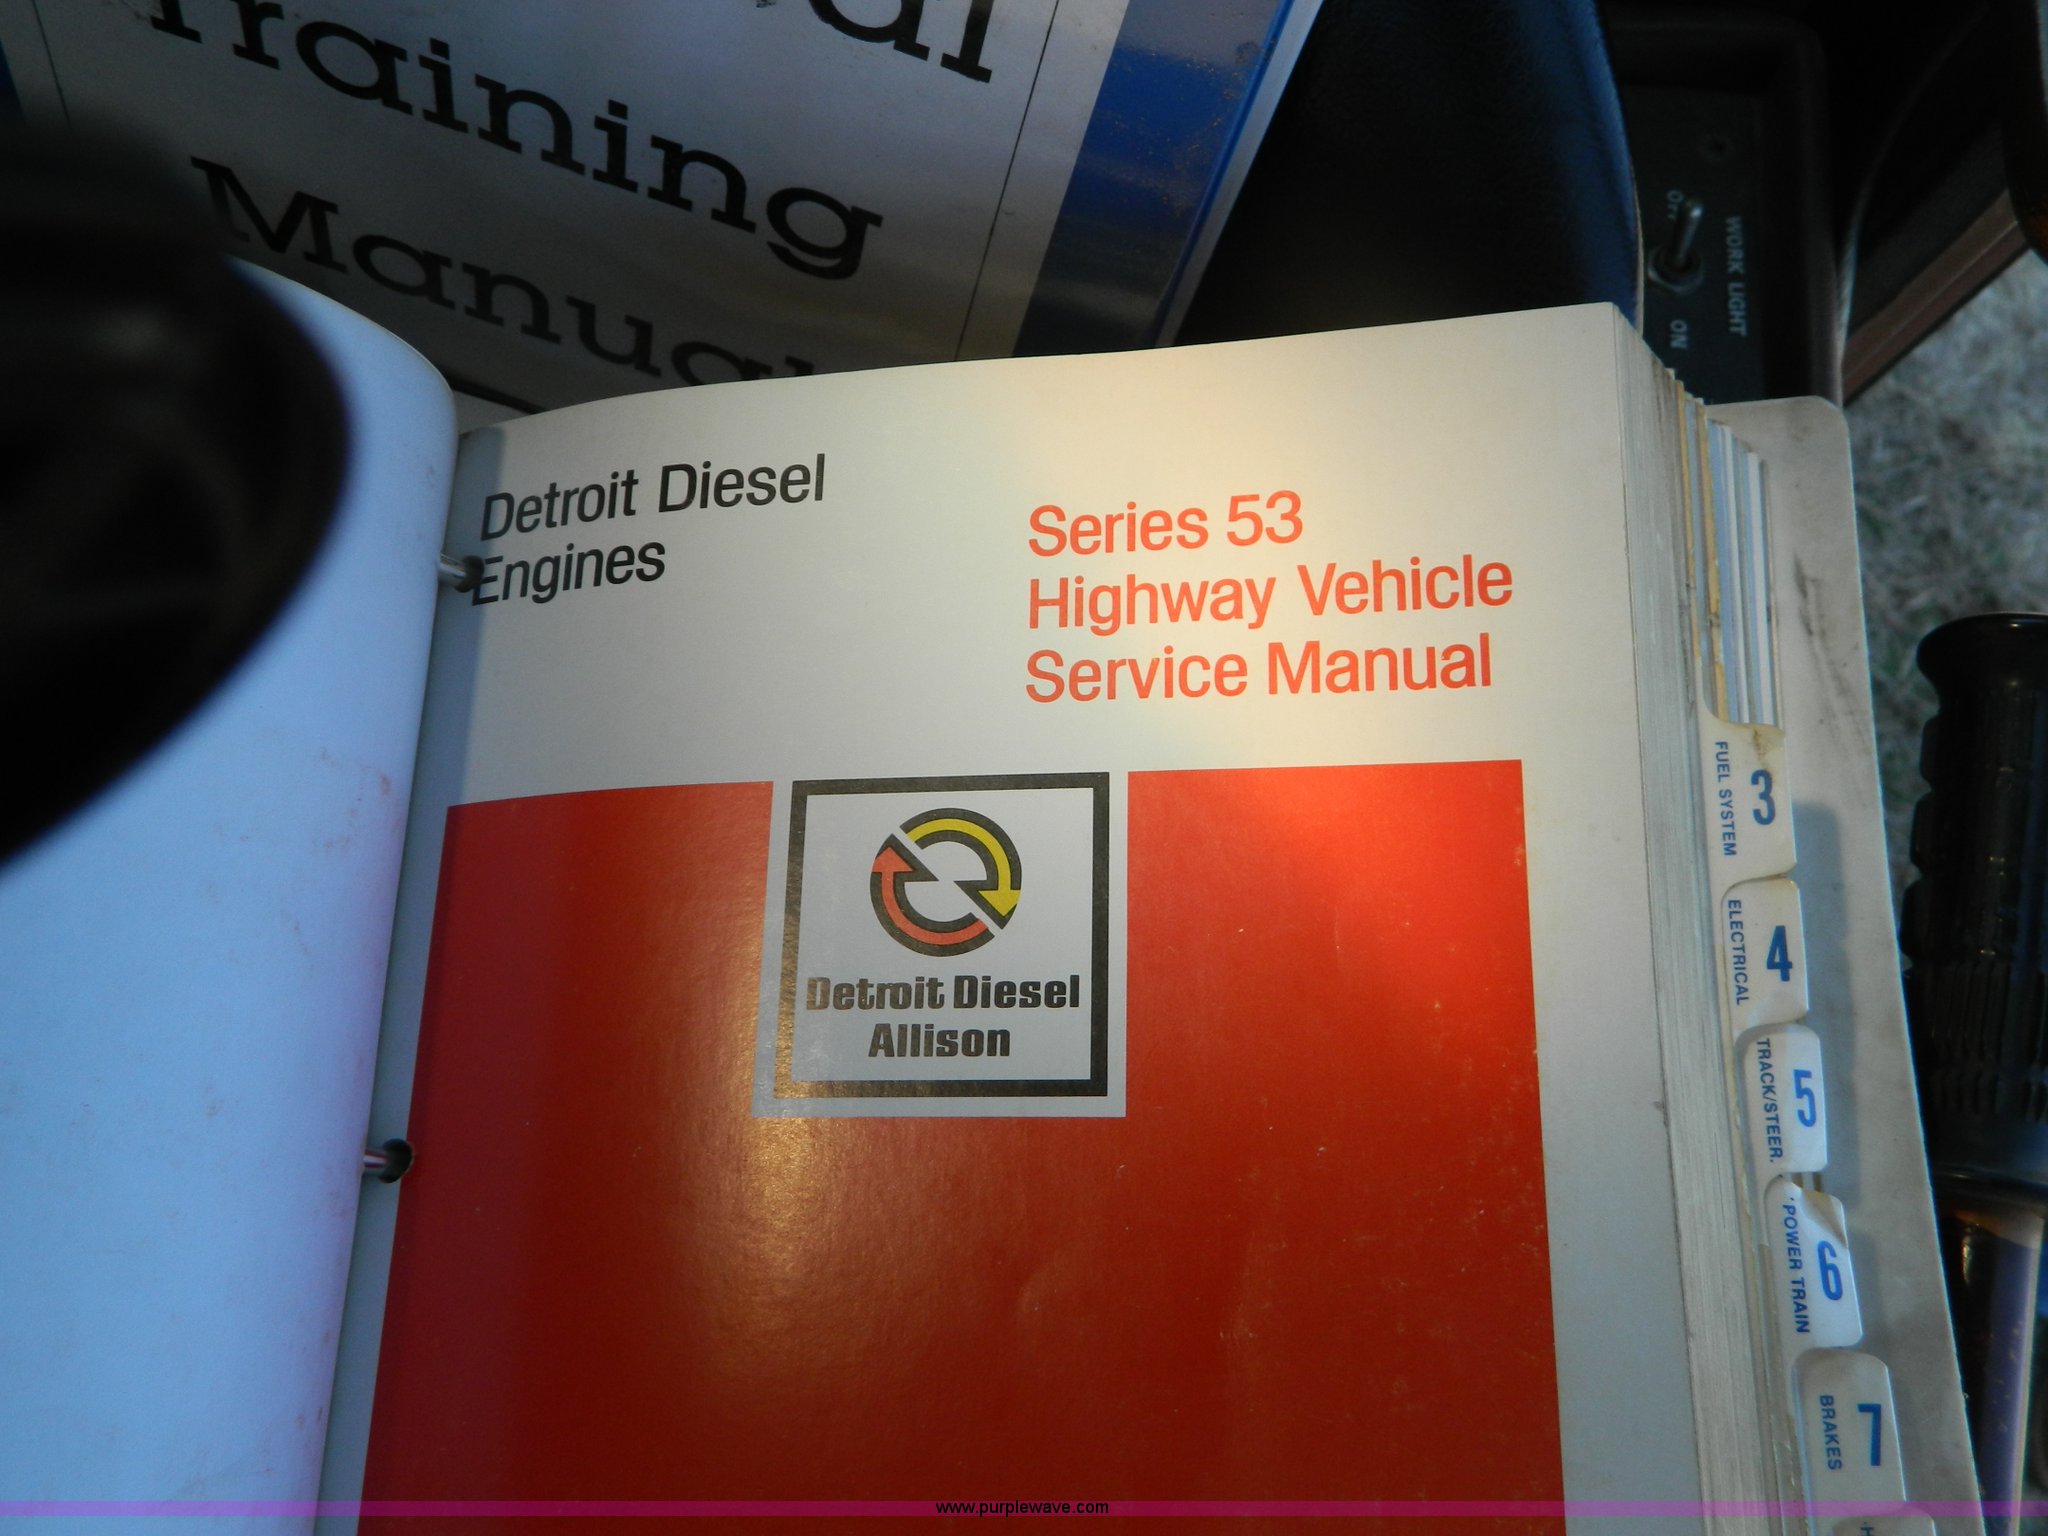 Training
Manual
OFF
WORK LIGHT
ON
Detroit Diesel
Engines
Series 53
Highway Vehicle
Service Manual
Detroit Diesel
Allison
3
FUEL SYSTEM
4
ELECTRICAL
5
TRACK/STEER.
6
POWER TRAIN
7
BRAKES
www.purplewave.com